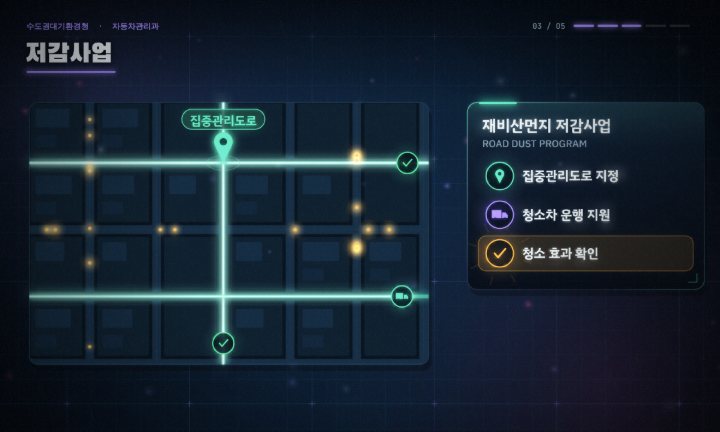 수도권대기환경청 · 자동차관리과
03 / 05
저감사업
집중관리도로
재비산먼지 저감사업
ROAD DUST PROGRAM
집중관리도로 지정
청소차 운행 지원
청소 효과 확인